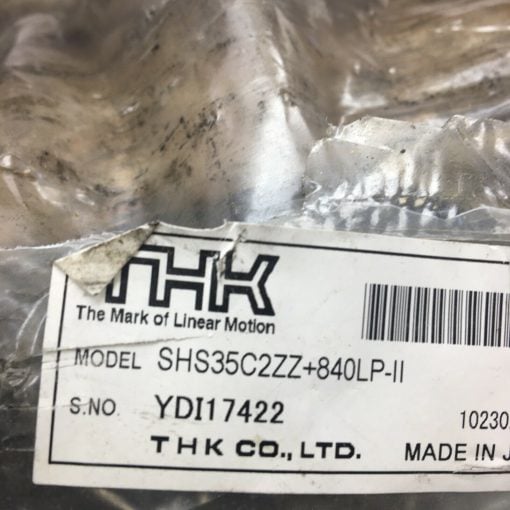 THK
The Mark of Linear Motion
MODEL SHS35C2ZZ+840LP-II
S.NO. YDI17422
10230
THK CO., LTD. MADE IN J